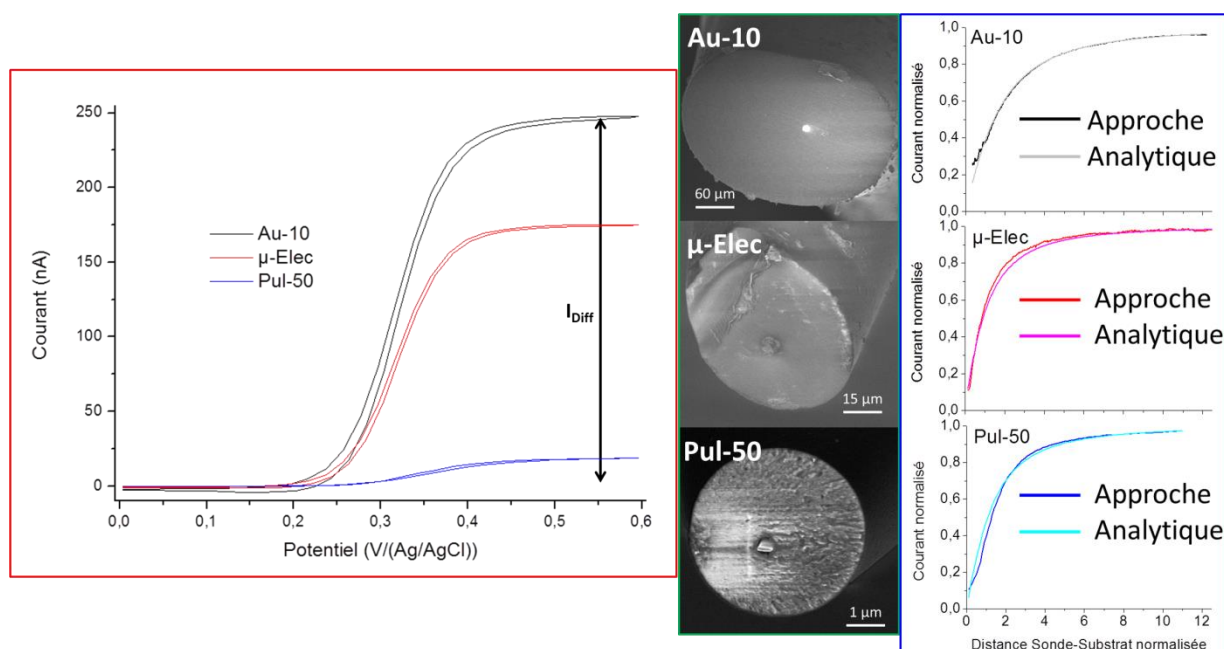 Courant (nA)
250
200
150
100
50
0
0,0 0,1 0,2 0,3 0,4 0,5 0,6
Potentiel (V/(Ag/AgCl))
Au-10
µ-Elec
Pul-50
I_Diff
Au-10
60 µm
µ-Elec
15 µm
Pul-50
1 µm
Courant normalisé
1,0
0,8
0,6
0,4
0,2
0,0
Au-10
Approche
Analytique
Courant normalisé
1,0
0,8
0,6
0,4
0,2
0,0
µ-Elec
Approche
Analytique
Courant normalisé
1,0
0,8
0,6
0,4
0,2
0,0
Pul-50
Approche
Analytique
0 2 4 6 8 10 12
Distance Sonde-Substrat normalisée